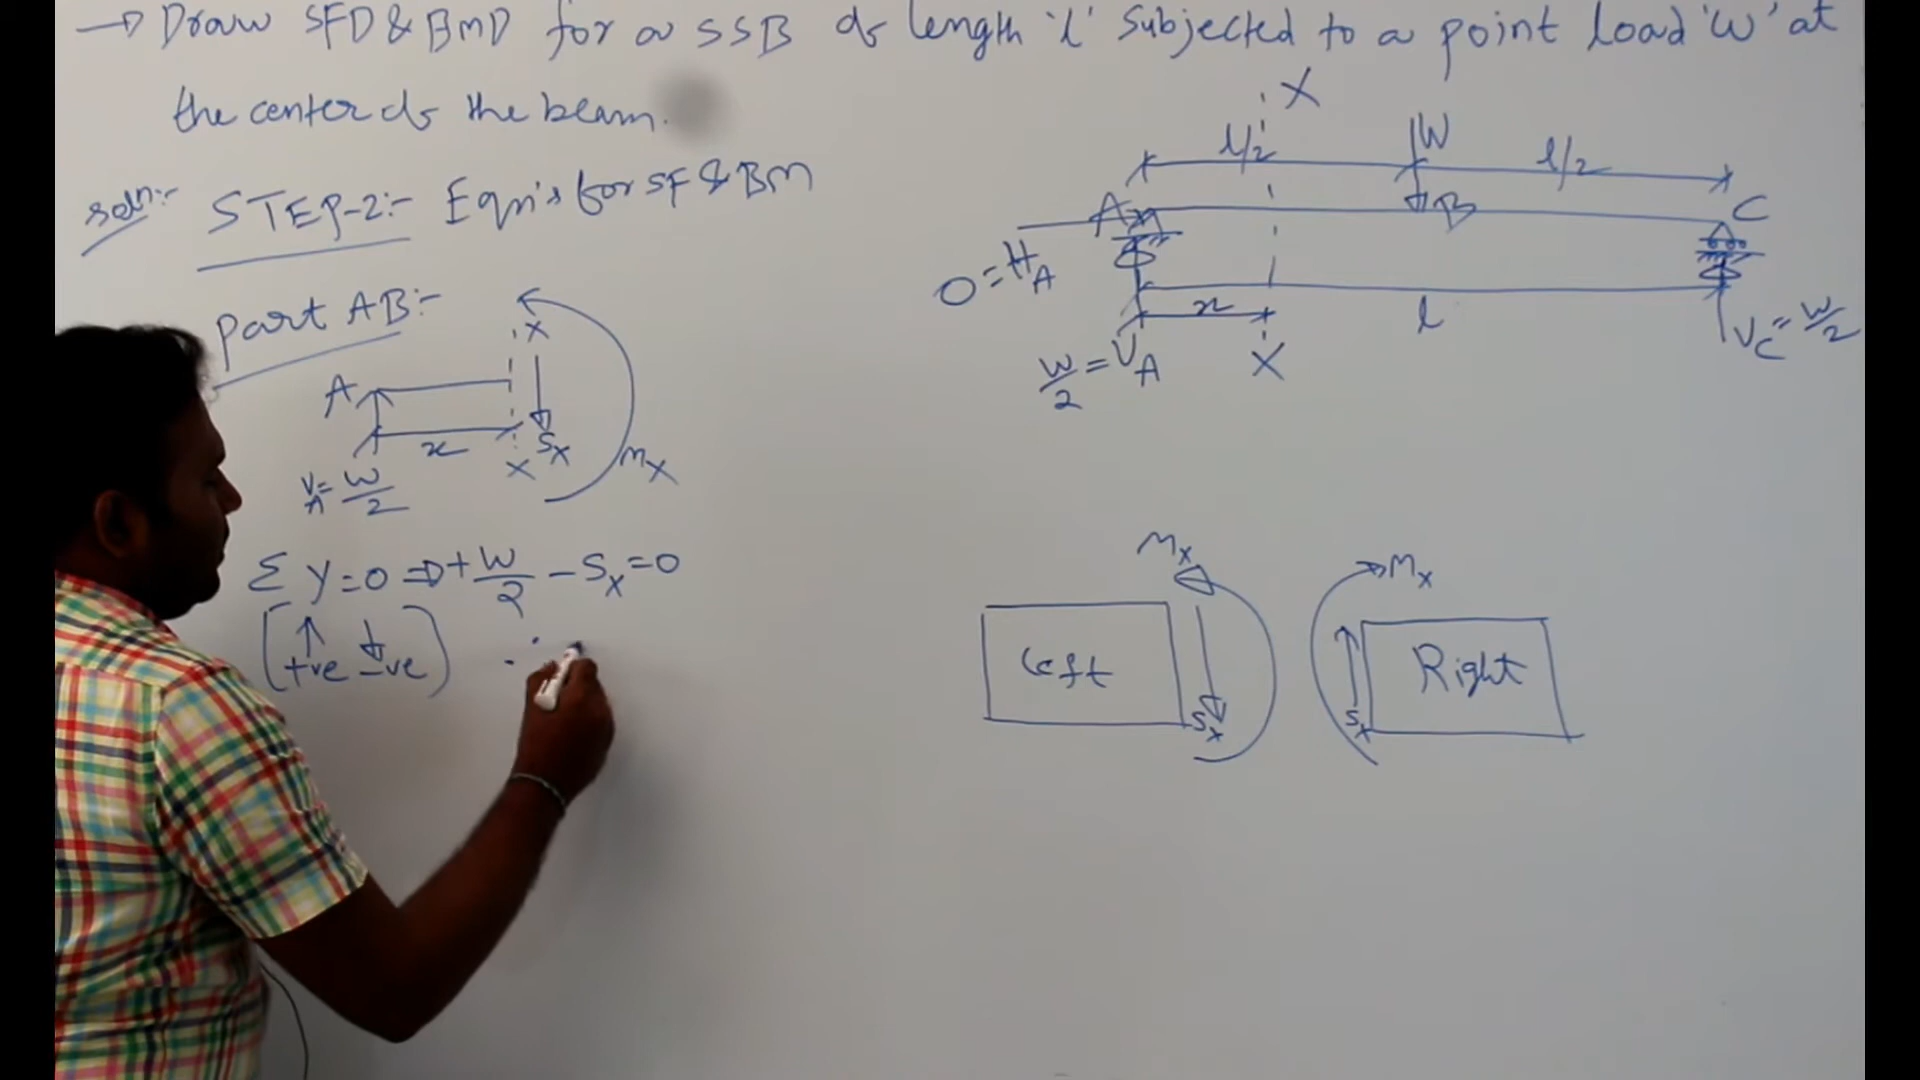 → Draw SFD & BMD for a SSB of length 'l' subjected to a point load 'W' at
the center of the beam.
soln:- STEP-2:- Eqn's for SF & BM
Part AB:-
A
X
x
X
Sx
Mx
VA = W/2
Σ Y = 0 ⇒ + W/2 - Sx = 0
[↑ +ve ↓ -ve]
∴
X
l/2
W
l/2
A
B
C
0 = HA
x
l
W/2 = VA
X
VC = W/2
Mx
Left
Sx
Mx
Right
Sx